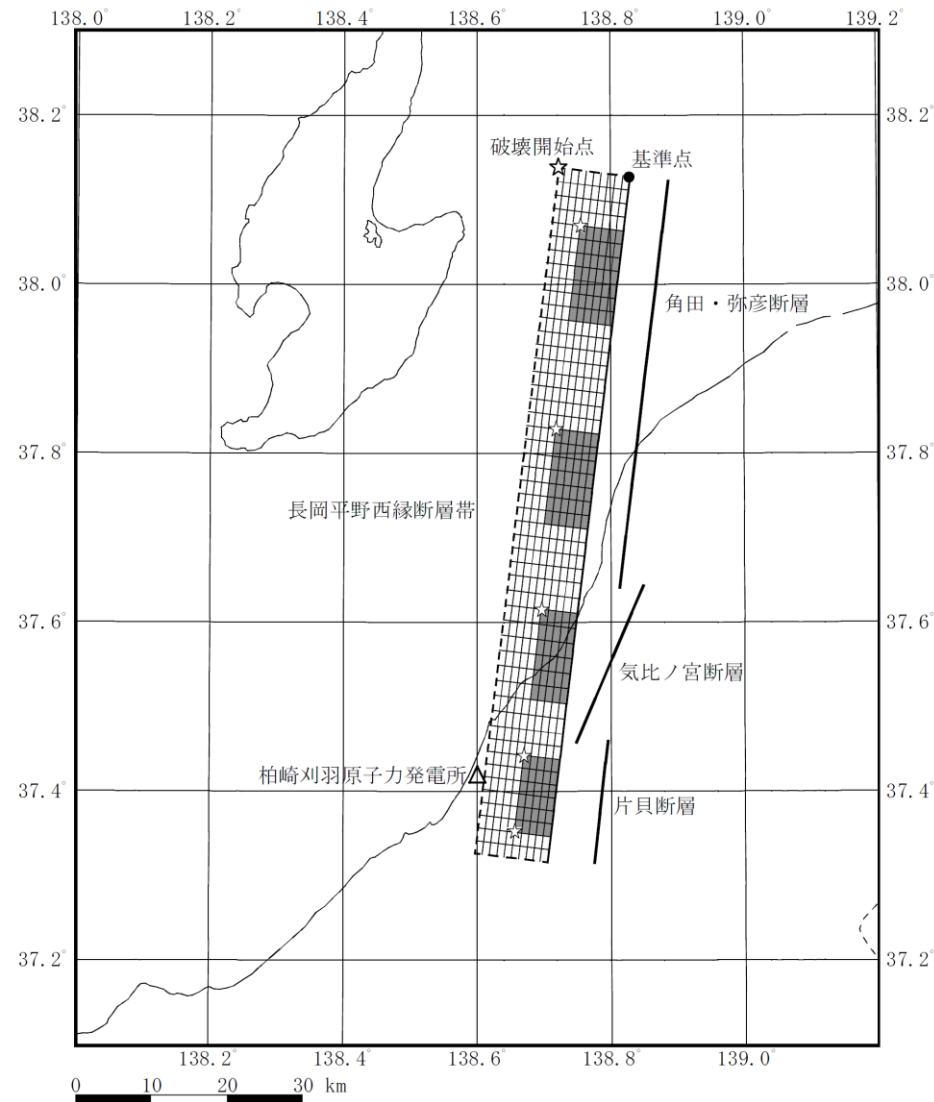 138.0° 138.2° 138.4° 138.6° 138.8° 139.0° 139.2°
38.2° 38.2°
破壊開始点
基準点
38.0° 38.0°
角田・弥彦断層
37.8° 37.8°
長岡平野西縁断層帯
37.6° 37.6°
気比ノ宮断層
柏崎刈羽原子力発電所
37.4° 37.4°
片貝断層
37.2° 37.2°
138.2° 138.4° 138.6° 138.8° 139.0°
0 10 20 30 km